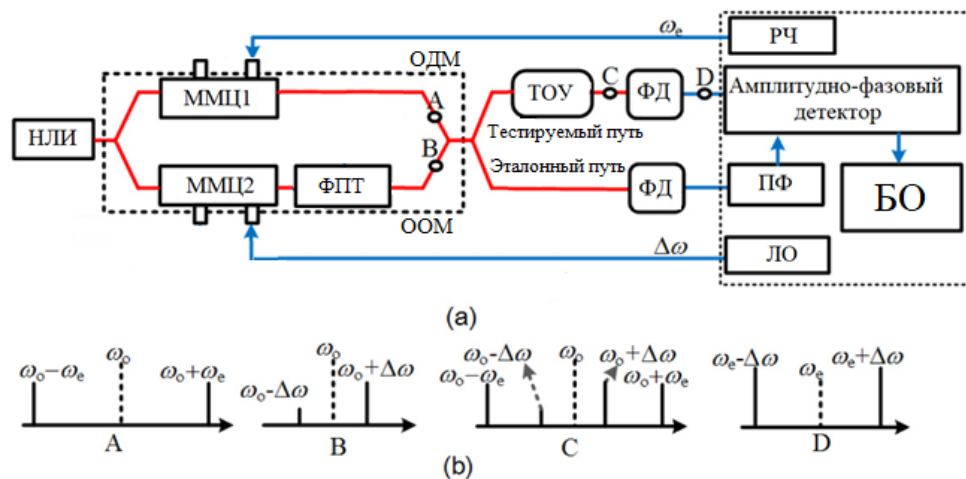 ωe
РЧ
ОДМ
ММЦ1
A
НЛИ
B
ММЦ2
ФПТ
ООМ
ТОУ
C
ФД
D
Тестируемый путь
Эталонный путь
ФД
Амплитудно-фазовый
детектор
ПФ
БО
Δω
ЛО
(a)
ωo−ωe
ωo
ωo+ωe
A
ωo-Δω
ωo
ωo+Δω
B
ωo-Δω
ωo−ωe
ωo
ωo+Δω
ωo+ωe
C
ωe-Δω
ωe
ωe+Δω
D
(b)